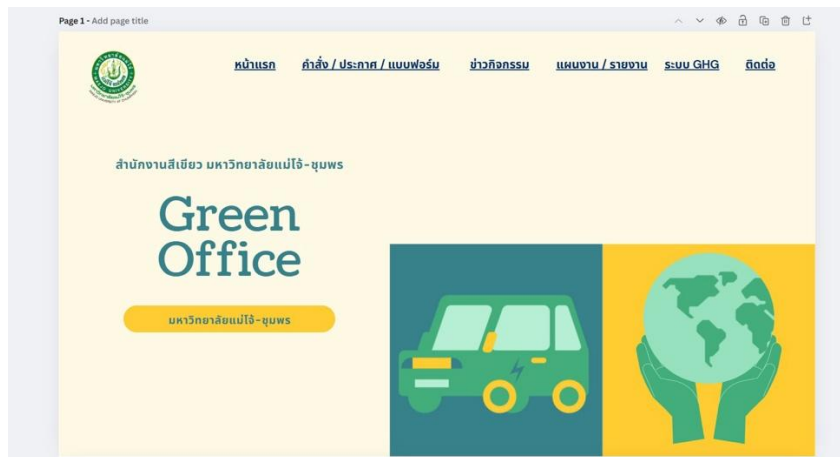 Page 1 - Add page title
หน้าแรก คำสั่ง / ประกาศ / แบบฟอร์ม ข่าวกิจกรรม แผนงาน / รายงาน ระบบ GHG ติดต่อ
สำนักงานสีเขียว มหาวิทยาลัยแม่โจ้-ชุมพร
Green
Office
มหาวิทยาลัยแม่โจ้-ชุมพร